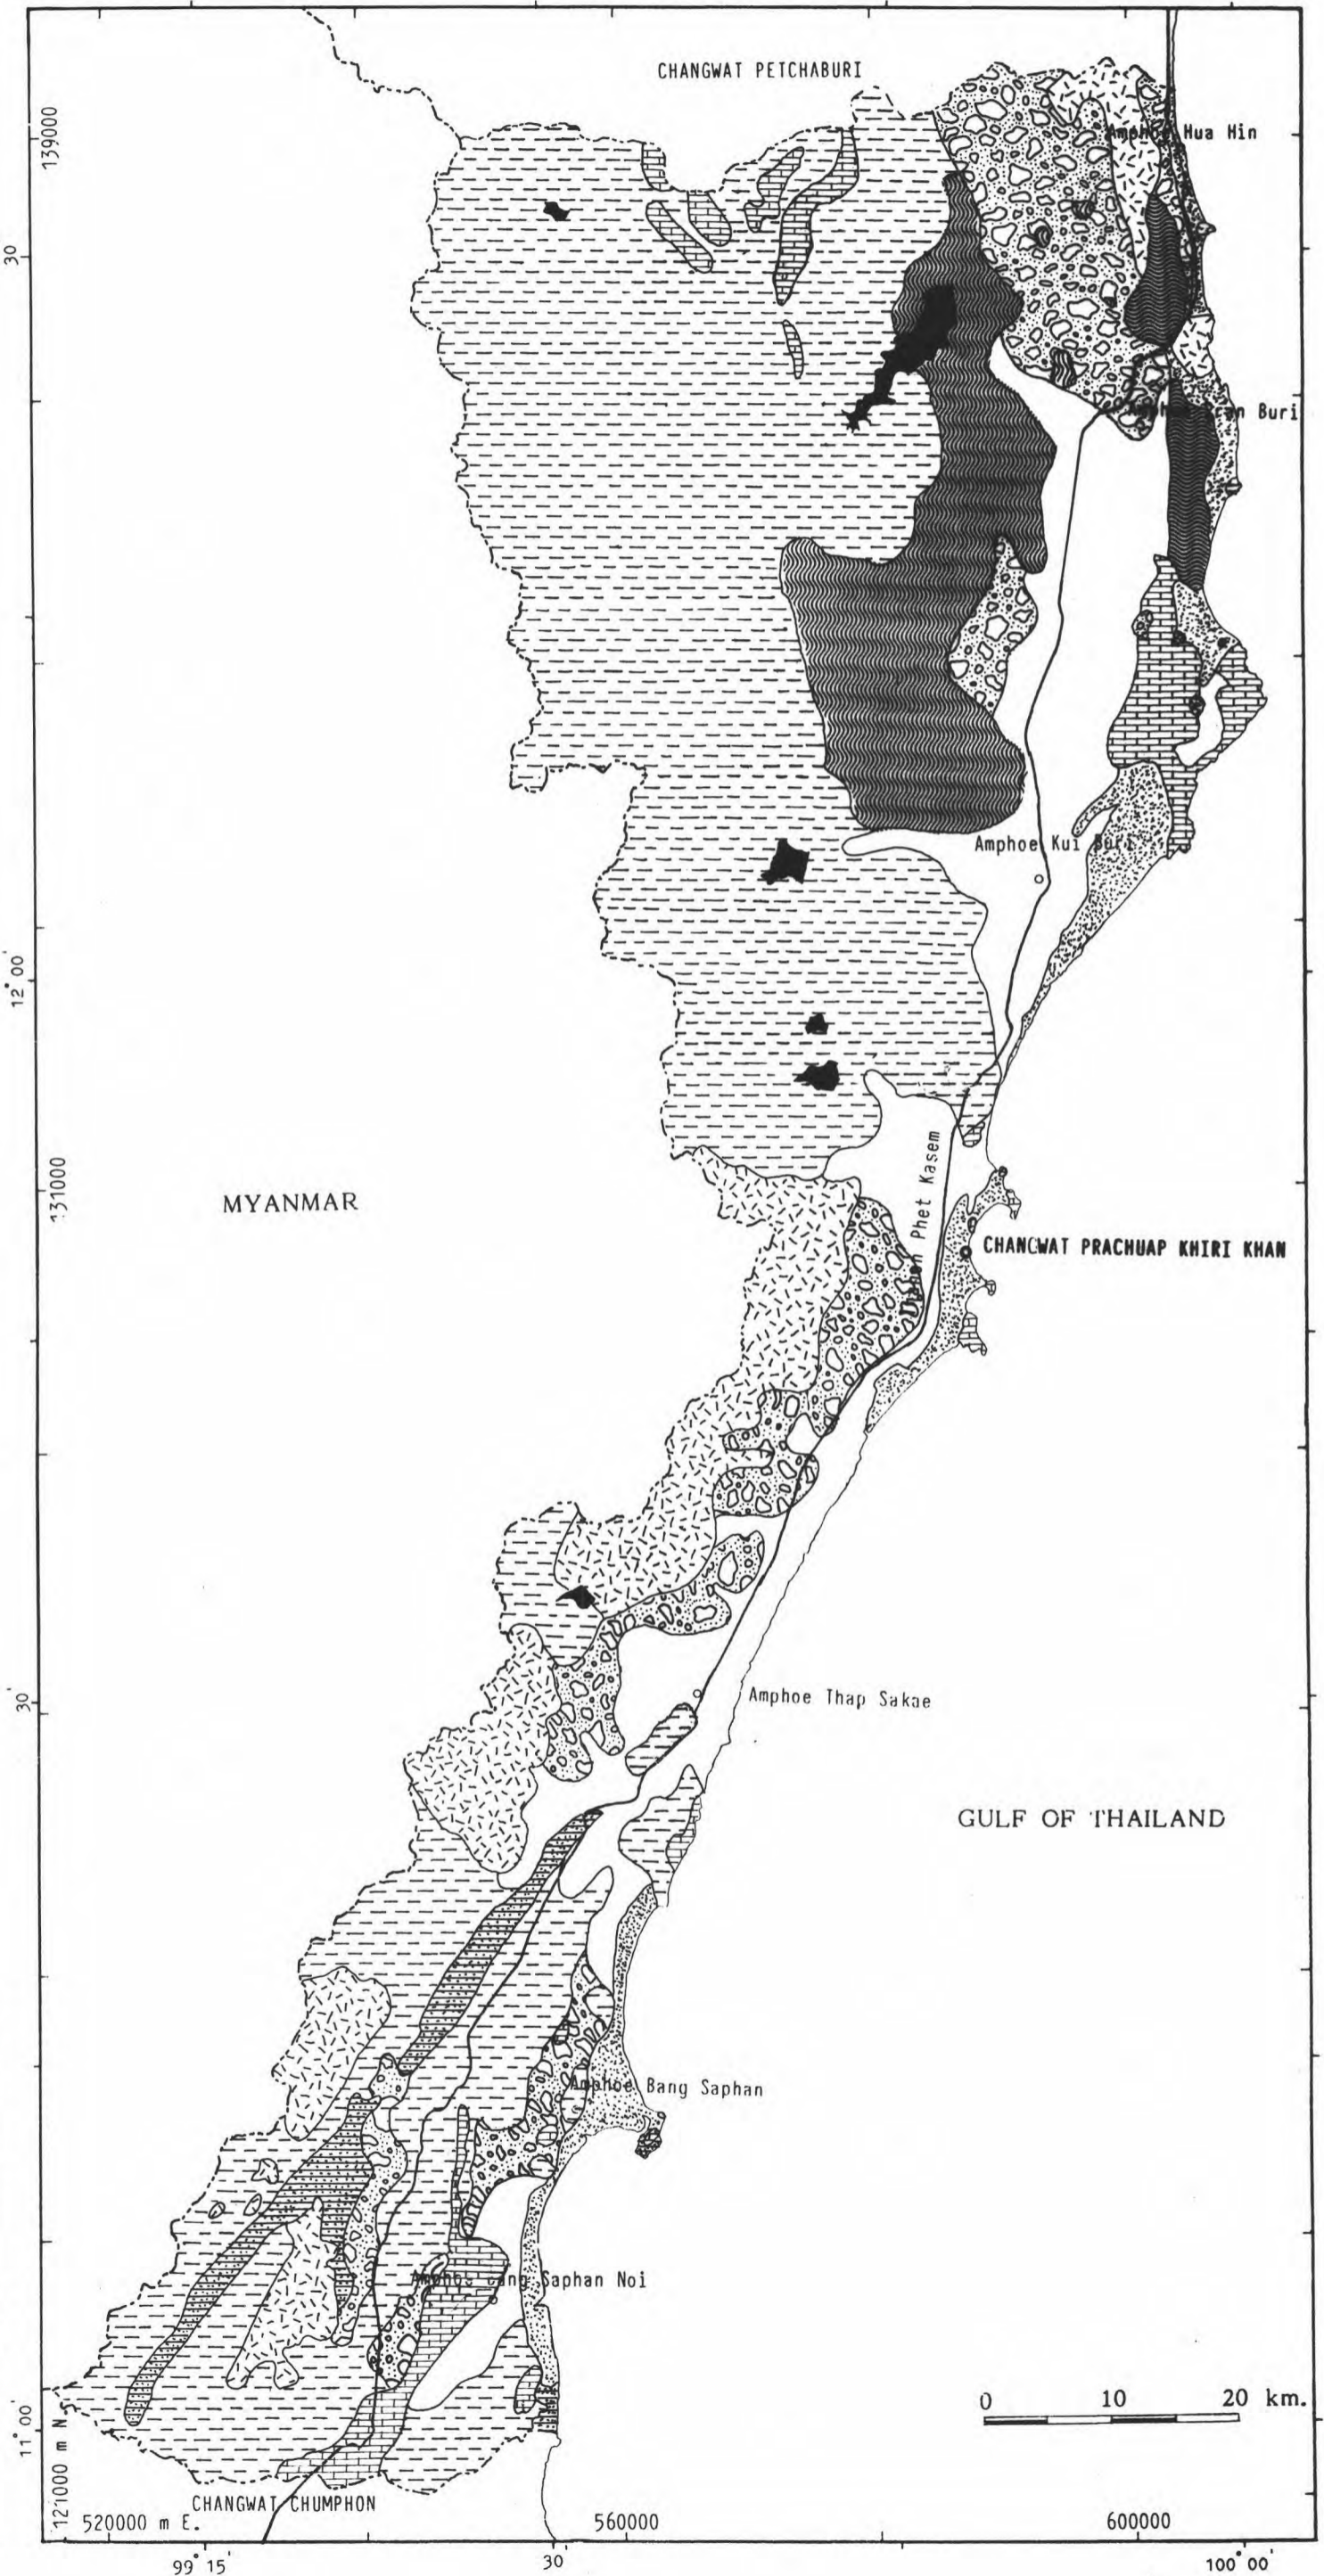 CHANGWAT PETCHABURI
139000
Hua Hin
30'
Buri
Amphoe Kui Buri
12° 00'
131000
MYANMAR
Phet Kasem
CHANGWAT PRACHUAP KHIRI KHAN
30'
Amphoe Thap Sakae
GULF OF THAILAND
Amphoe Bang Saphan
Saphan Noi
0 10 20 km.
11° 00'
121000 m N
CHANGWAT CHUMPHON
520000 m E.
560000
600000
99° 15'
30'
100° 00'